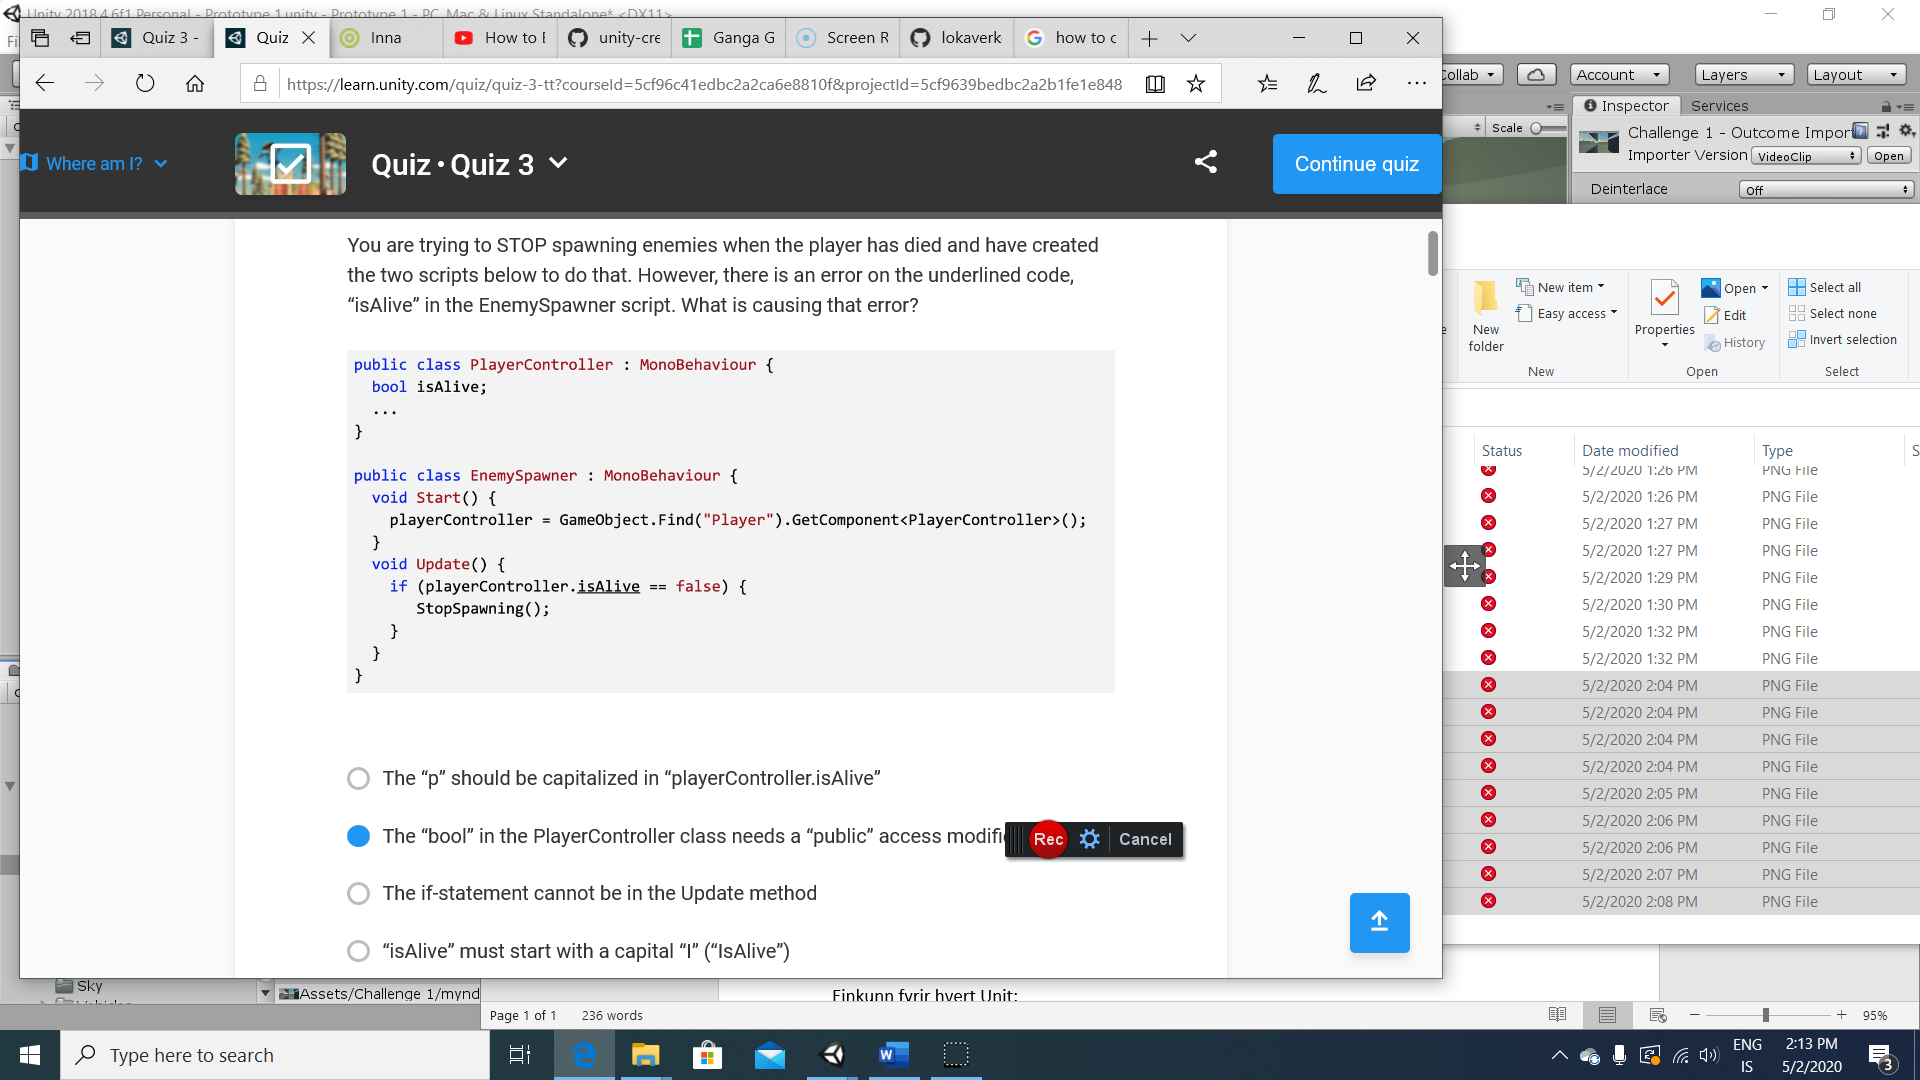 Unity 2018.4.6f1 Personal - Prototype 1.unity - Prototype 1 - PC, Mac & Linux Standalone* <DX11>
Quiz 3 -
Quiz
Inna
How to
unity-cre
Ganga G
Screen R
lokaverk
how to c
https://learn.unity.com/quiz/quiz-3-tt?courseId=5cf96c41edbc2a2ca6e8810f&projectId=5cf9639bedbc2a2b1fe1e848
Collab
Account
Layers
Layout
Inspector
Services
Scale
Challenge 1 - Outcome Impor
Importer Version
VideoClip
Open
Deinterlace
Off
Where am I?
Quiz · Quiz 3
Continue quiz
You are trying to STOP spawning enemies when the player has died and have created
the two scripts below to do that. However, there is an error on the underlined code,
“isAlive” in the EnemySpawner script. What is causing that error?
public class PlayerController : MonoBehaviour {
bool isAlive;
...
}
public class EnemySpawner : MonoBehaviour {
void Start() {
playerController = GameObject.Find("Player").GetComponent<PlayerController>();
}
void Update() {
if (playerController.isAlive == false) {
StopSpawning();
}
}
}
The “p” should be capitalized in “playerController.isAlive”
The “bool” in the PlayerController class needs a “public” access modifi
Rec
Cancel
The if-statement cannot be in the Update method
“isAlive” must start with a capital “I” (“IsAlive”)
New folder
New item
Easy access
New
Properties
Open
Edit
History
Open
Select all
Select none
Invert selection
Select
Status Date modified Type S
5/2/2020 1:26 PM PNG File
5/2/2020 1:26 PM PNG File
5/2/2020 1:27 PM PNG File
5/2/2020 1:27 PM PNG File
5/2/2020 1:29 PM PNG File
5/2/2020 1:30 PM PNG File
5/2/2020 1:32 PM PNG File
5/2/2020 1:32 PM PNG File
5/2/2020 2:04 PM PNG File
5/2/2020 2:04 PM PNG File
5/2/2020 2:04 PM PNG File
5/2/2020 2:04 PM PNG File
5/2/2020 2:05 PM PNG File
5/2/2020 2:06 PM PNG File
5/2/2020 2:06 PM PNG File
5/2/2020 2:07 PM PNG File
5/2/2020 2:08 PM PNG File
Sky
Assets/Challenge 1/mynd
Einkunn fyrir hvert Unit:
Page 1 of 1
236 words
95%
Type here to search
ENG
IS
2:13 PM
5/2/2020
3